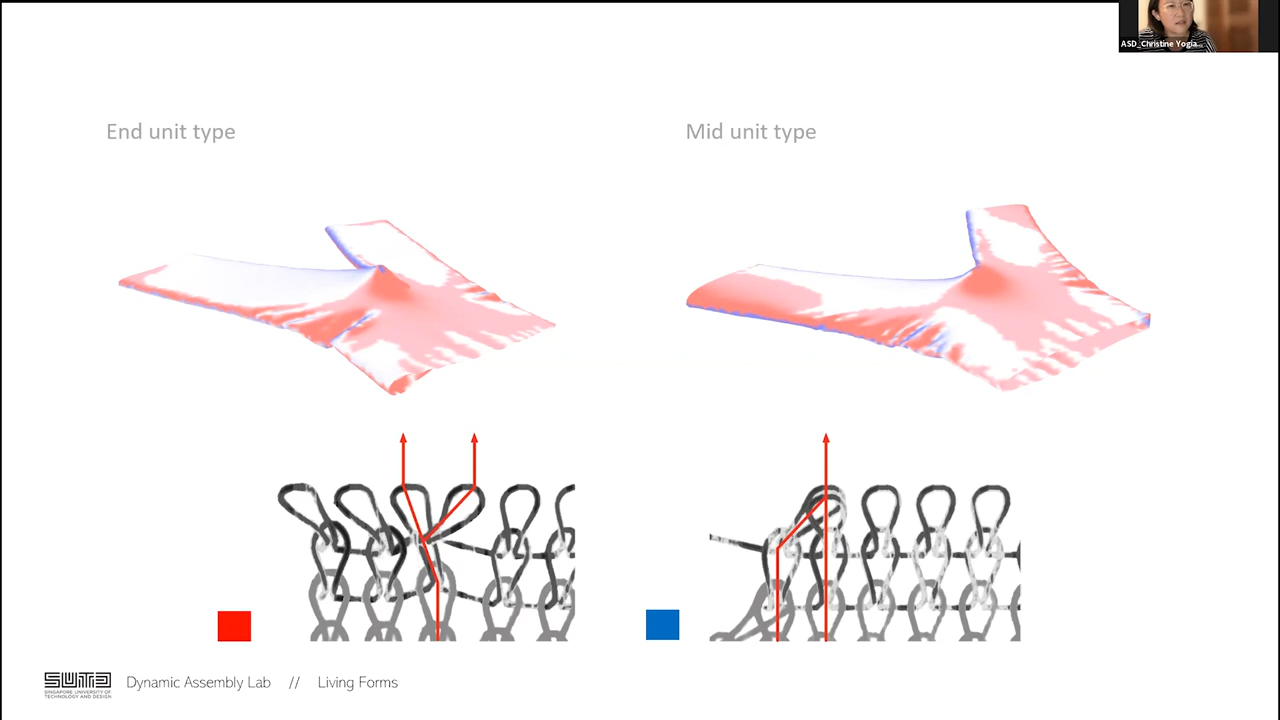 ASD_Christine Yogia...
End unit type
Mid unit type
SUTD
SINGAPORE UNIVERSITY OF
TECHNOLOGY AND DESIGN
Dynamic Assembly Lab // Living Forms